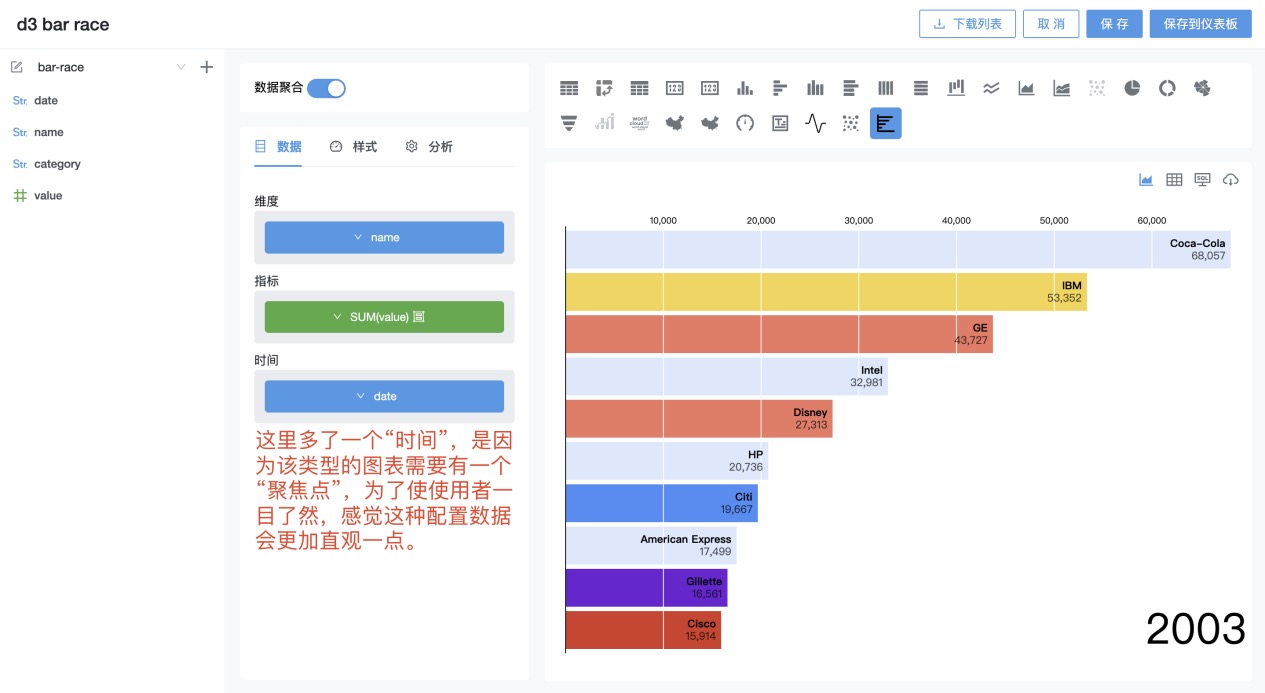 d3 bar race
下载列表
取 消
保 存
保存到仪表板
bar-race
Str. date
Str. name
Str. category
value
数据聚合
数据
样式
分析
维度
name
指标
SUM(value)
时间
date
这里多了一个“时间”，是因
为该类型的图表需要有一个
“聚焦点”，为了使使用者一
目了然，感觉这种配置数据
会更加直观一点。
123
123
word
cloud
SQL
10,000 20,000 30,000 40,000 50,000 60,000
Coca-Cola
68,057
IBM
53,352
GE
43,727
Intel
32,981
Disney
27,313
HP
20,736
Citi
19,667
American Express
17,499
Gillette
16,561
Cisco
15,914
2003